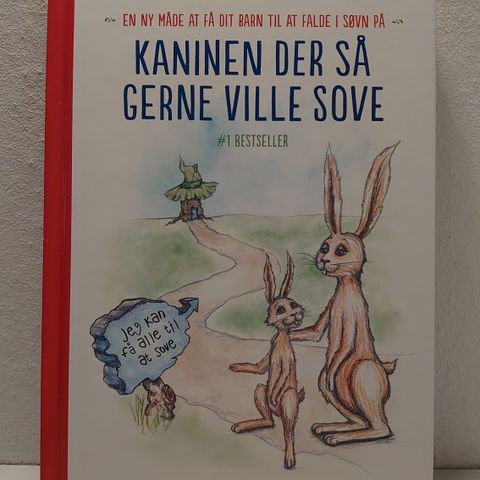 EN NY MÅDE AT FÅ DIT BARN TIL AT FALDE I SØVN PÅ
KANINEN DER SÅ
GERNE VILLE SOVE
#1 BESTSELLER
Jeg kan
få alle til
at sove